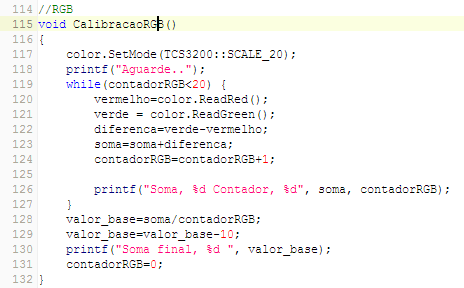 114 //RGB
115 void CalibracaoRGB()
116 {
117     color.SetMode(TCS3200::SCALE_20);
118     printf("Aguarde..");
119     while(contadorRGB<20) {
120         vermelho=color.ReadRed();
121         verde = color.ReadGreen();
122         diferenca=verde-vermelho;
123         soma=soma+diferenca;
124         contadorRGB=contadorRGB+1;
125
126         printf("Soma, %d Contador, %d", soma, contadorRGB);
127     }
128     valor_base=soma/contadorRGB;
129     valor_base=valor_base-10;
130     printf("Soma final, %d ", valor_base);
131     contadorRGB=0;
132 }